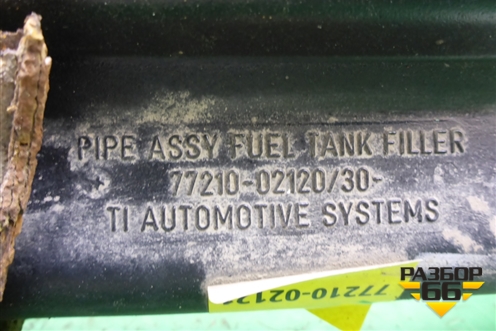 PIPE ASSY FUEL TANK FILLER
77210-02120/30-
TI AUTOMOTIVE SYSTEMS
77210-0212
РАЗБОР
66